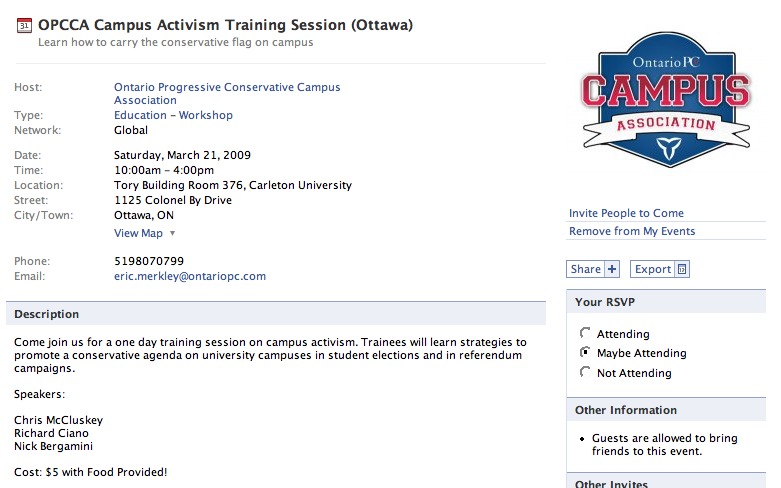 31
OPCCA Campus Activism Training Session (Ottawa)
Learn how to carry the conservative flag on campus
Host: Ontario Progressive Conservative Campus
Association
Type: Education - Workshop
Network: Global
Date: Saturday, March 21, 2009
Time: 10:00am - 4:00pm
Location: Tory Building Room 376, Carleton University
Street: 1125 Colonel By Drive
City/Town: Ottawa, ON
View Map
Phone: 5198070799
Email: eric.merkley@ontariopc.com
Description
Come join us for a one day training session on campus activism. Trainees will learn strategies to
promote a conservative agenda on university campuses in student elections and in referendum
campaigns.
Speakers:
Chris McCluskey
Richard Ciano
Nick Bergamini
Cost: $5 with Food Provided!
Ontario PC
CAMPUS
ASSOCIATION
Invite People to Come
Remove from My Events
Share +
Export
Your RSVP
Attending
Maybe Attending
Not Attending
Other Information
• Guests are allowed to bring
friends to this event.
Other Invites